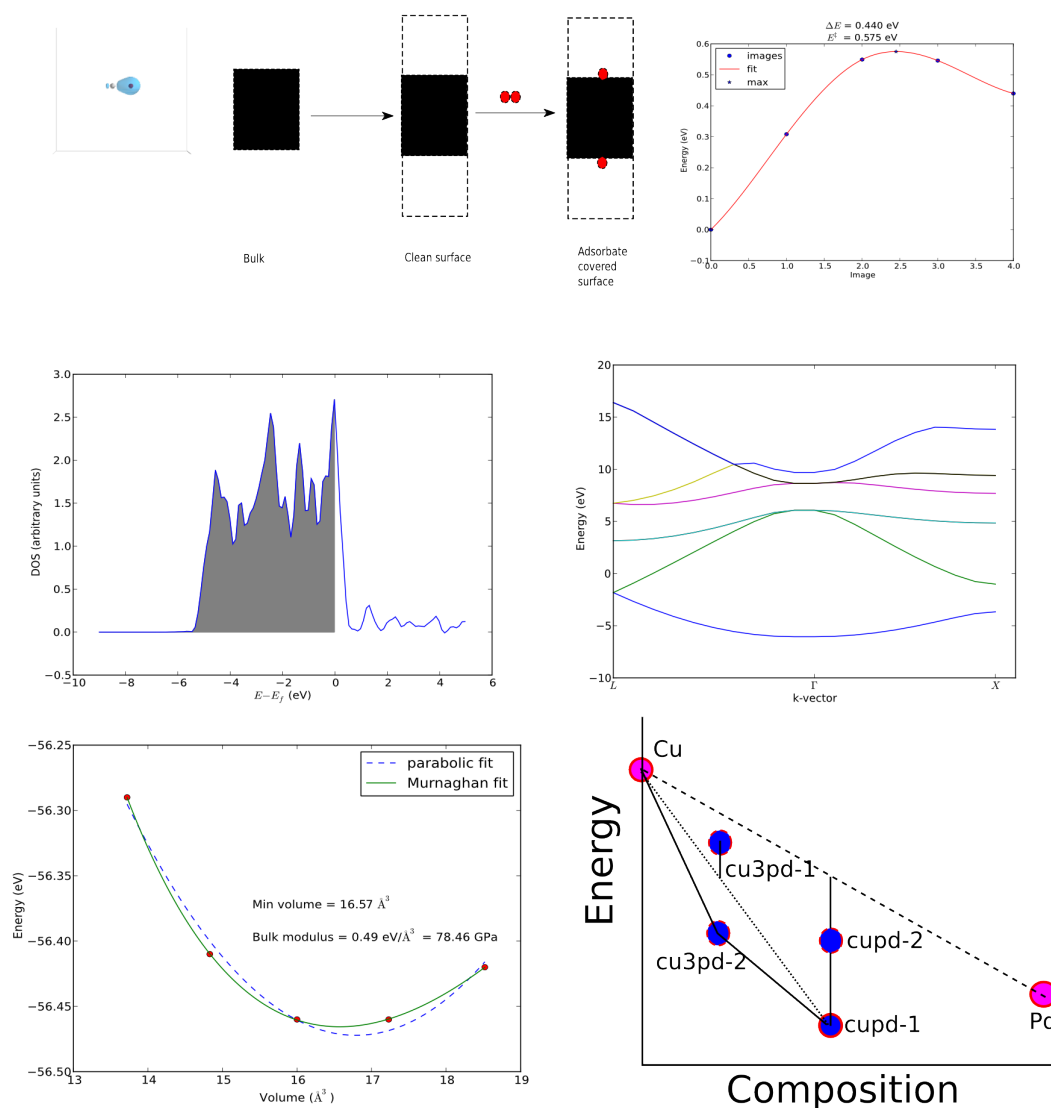 Bulk
Clean surface
Adsorbate
covered
surface
ΔE = 0.440 eV
E‡ = 0.575 eV
images
fit
max
Energy (eV)
0.6
0.5
0.4
0.3
0.2
0.1
0.0
−0.1
0.0 0.5 1.0 1.5 2.0 2.5 3.0 3.5 4.0
Image
DOS (arbitrary units)
3.0
2.5
2.0
1.5
1.0
0.5
0.0
−0.5
−10 −8 −6 −4 −2 0 2 4 6
E−E_f (eV)
Energy (eV)
20
15
10
5
0
−5
−10
L Γ X
k-vector
Energy (eV)
−56.25
−56.30
−56.35
−56.40
−56.45
−56.50
parabolic fit
Murnaghan fit
Min volume = 16.57 Å³
Bulk modulus = 0.49 eV/Å³ = 78.46 GPa
13 14 15 16 17 18 19
Volume (Å³)
Energy
Cu
cu3pd-1
cu3pd-2
cupd-2
cupd-1
Composition